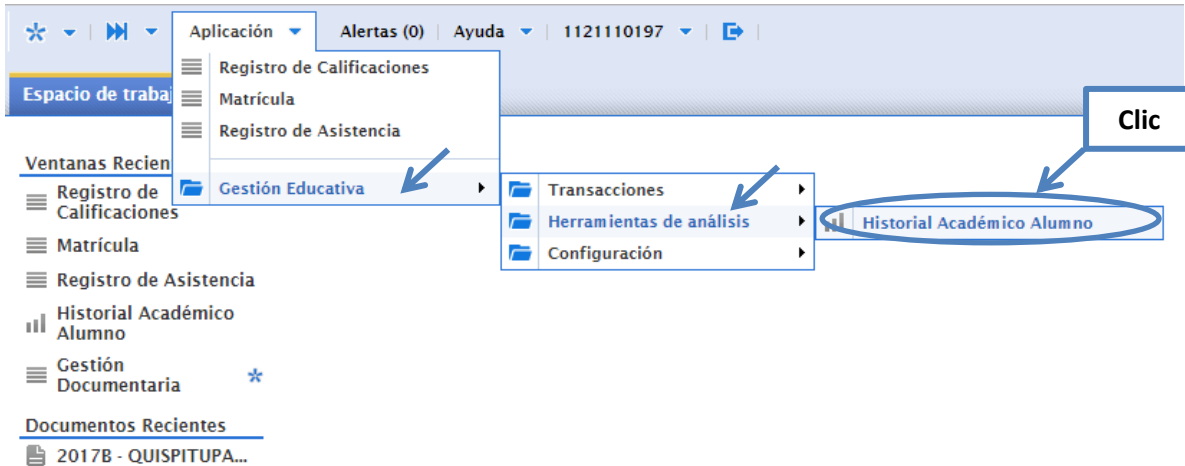 Aplicación Alertas (0) Ayuda 1121110197
Registro de Calificaciones
Espacio de trabaj
Matrícula
Registro de Asistencia
Clic
Ventanas Recien
Gestión Educativa
Transacciones
Herramientas de análisis
Historial Académico Alumno
Configuración
Registro de
Calificaciones
Matrícula
Registro de Asistencia
Historial Académico
Alumno
Gestión
Documentaria
Documentos Recientes
2017B - QUISPITUPA...